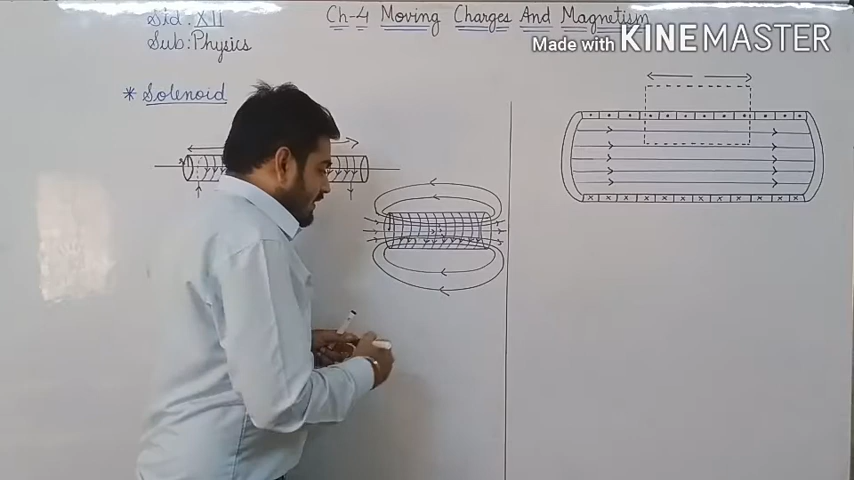 Std: XII
Ch-4 Moving Charges And Magnetism
Sub: Physics
Made with KINEMASTER
* Solenoid